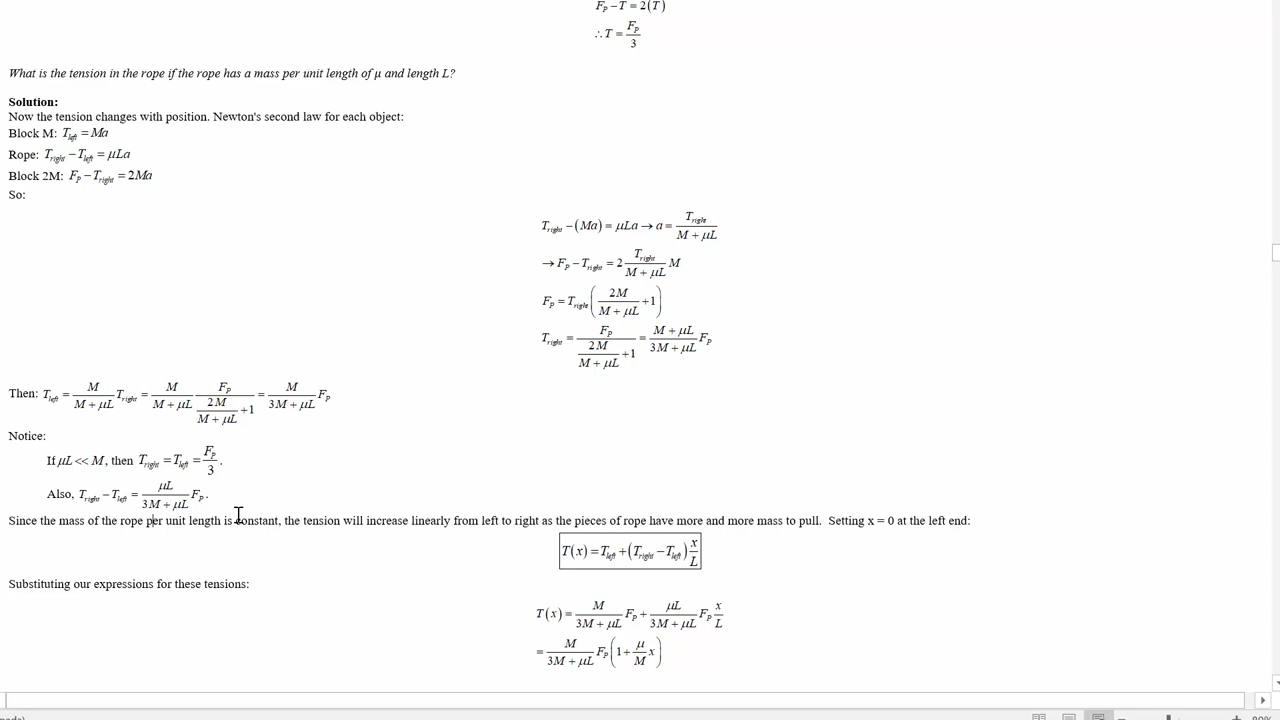 F_P − T = 2(T)
∴ T = F_P / 3
What is the tension in the rope if the rope has a mass per unit length of μ and length L?
Solution:
Now the tension changes with position. Newton's second law for each object:
Block M: T_left = Ma
Rope: T_right − T_left = μLa
Block 2M: F_P − T_right = 2Ma
So:
T_right − (Ma) = μLa → a = T_right / (M + μL)
→ F_P − T_right = 2 T_right / (M + μL) M
F_P = T_right (2M / (M + μL) + 1)
T_right = F_P / (2M / (M + μL) + 1) = (M + μL) / (3M + μL) F_P
Then: T_left = M / (M + μL) T_right = M / (M + μL) F_P / (2M / (M + μL) + 1) = M / (3M + μL) F_P
Notice:
If μL << M, then T_right = T_left = F_P / 3.
Also, T_right − T_left = μL / (3M + μL) F_P.
Since the mass of the rope per unit length is constant, the tension will increase linearly from left to right as the pieces of rope have more and more mass to pull. Setting x = 0 at the left end:
T(x) = T_left + (T_right − T_left) x / L
Substituting our expressions for these tensions:
T(x) = M / (3M + μL) F_P + μL / (3M + μL) F_P x / L
= M / (3M + μL) F_P (1 + μ / M x)